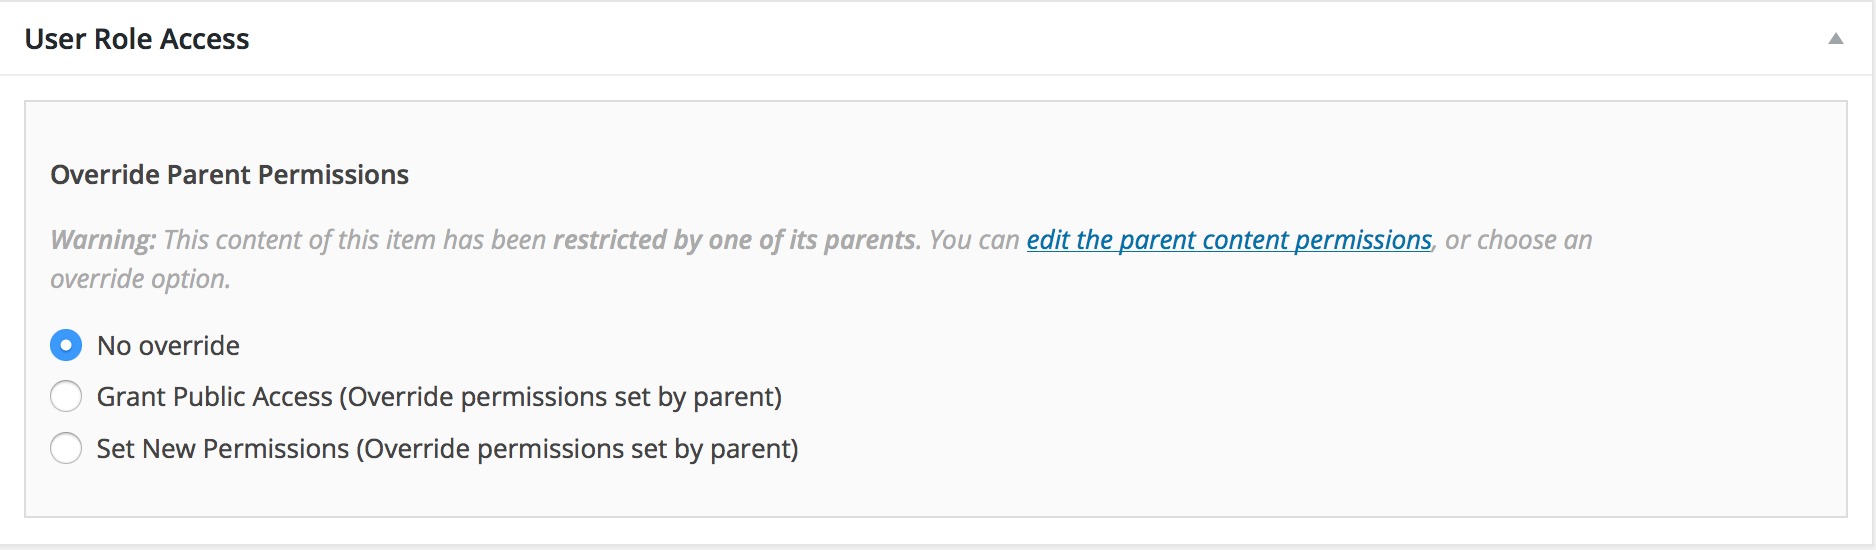 User Role Access
Override Parent Permissions
Warning: This content of this item has been restricted by one of its parents. You can edit the parent content permissions, or choose an
override option.
No override
Grant Public Access (Override permissions set by parent)
Set New Permissions (Override permissions set by parent)